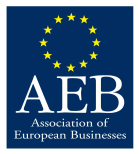 AEB
Association of
European Businesses